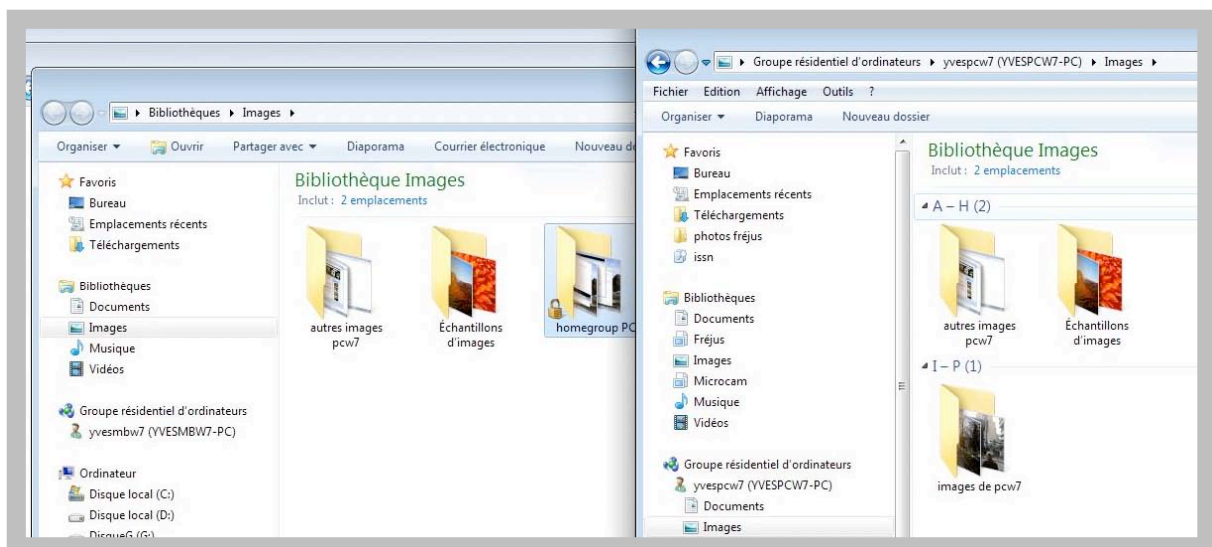 Bibliothèques Images
Organiser Ouvrir Partager avec Diaporama Courrier électronique Nouveau
Favoris
Bureau
Emplacements récents
Téléchargements
Bibliothèques
Documents
Images
Musique
Vidéos
Groupe résidentiel d'ordinateurs
yvesmbw7 (YVESMBW7-PC)
Ordinateur
Disque local (C:)
Disque local (D:)
DisqueG (G:)
Bibliothèque Images
Inclut : 2 emplacements
autres images
pcw7
Échantillons
d'images
homegroup PC
Groupe résidentiel d'ordinateurs yvespcw7 (YVESPCW7-PC) Images
Fichier Edition Affichage Outils ?
Organiser Diaporama Nouveau dossier
Favoris
Bureau
Emplacements récents
Téléchargements
photos fréjus
issn
Bibliothèques
Documents
Fréjus
Images
Microcam
Musique
Vidéos
Groupe résidentiel d'ordinateurs
yvespcw7 (YVESPCW7-PC)
Documents
Images
Bibliothèque Images
Inclut : 2 emplacements
A – H (2)
autres images
pcw7
Échantillons
d'images
I – P (1)
images de pcw7